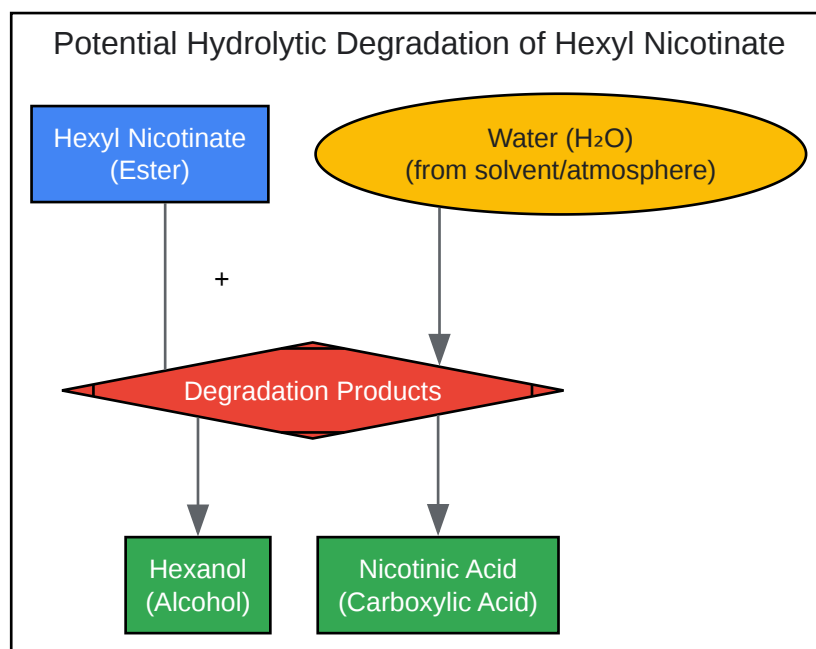 Potential Hydrolytic Degradation of Hexyl Nicotinate
Hexyl Nicotinate
(Ester)
Water (H₂O)
(from solvent/atmosphere)
+
Degradation Products
Hexanol
(Alcohol)
Nicotinic Acid
(Carboxylic Acid)